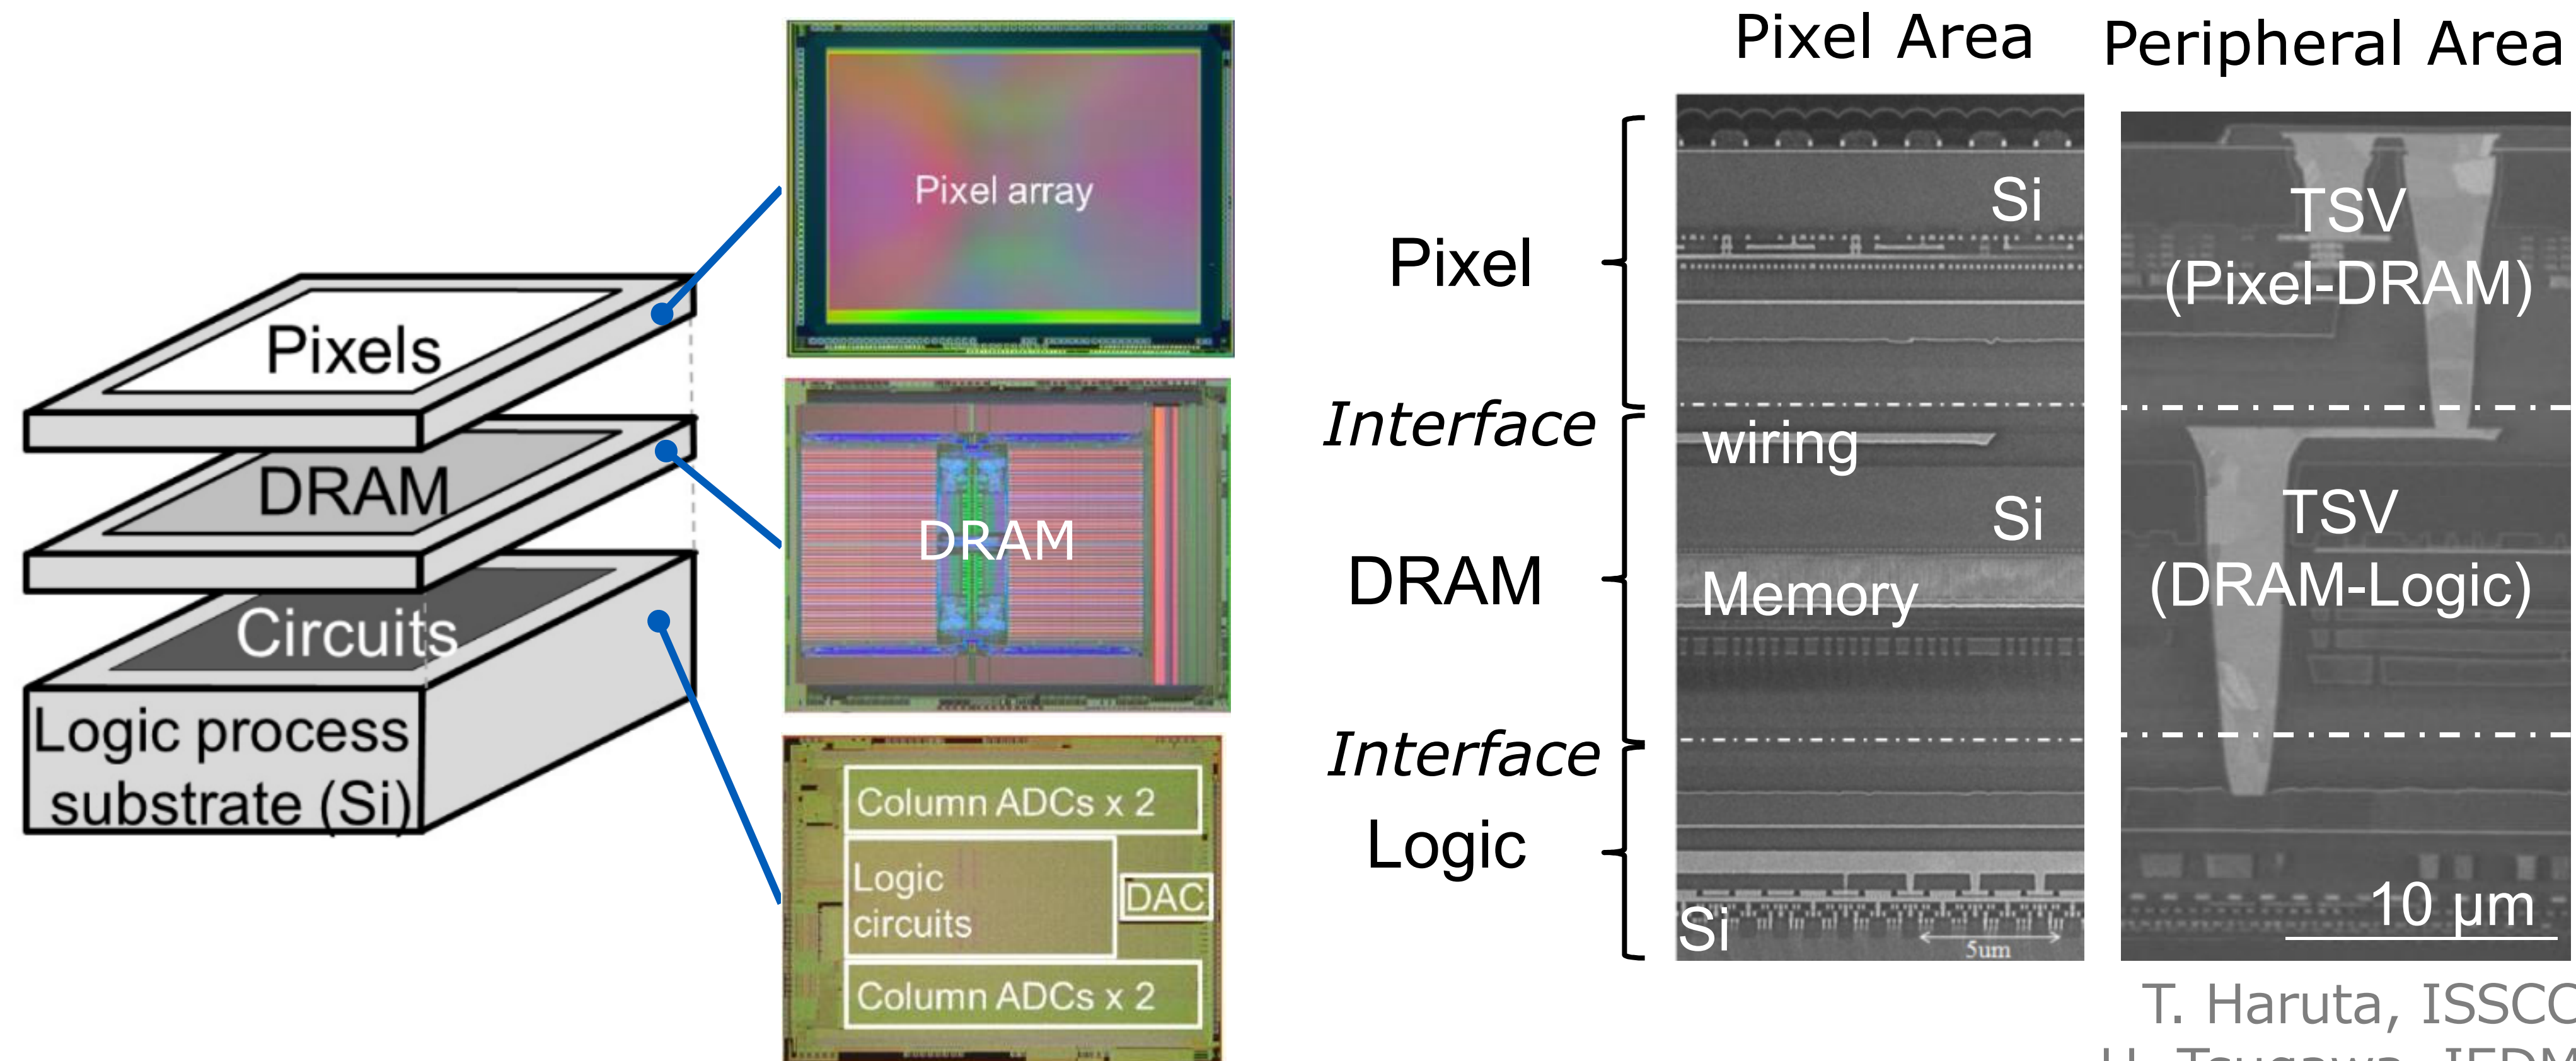 Pixels
DRAM
Circuits
Logic process
substrate (Si)
Pixel array
DRAM
Column ADCs x 2
Logic
circuits
DAC
Column ADCs x 2
Pixel Area
Peripheral Area
Pixel
Interface
DRAM
Interface
Logic
Si
wiring
Si
Memory
Si
5um
TSV
(Pixel-DRAM)
TSV
(DRAM-Logic)
10 µm
T. Haruta, ISSCC
H. Tsugawa, IEDM